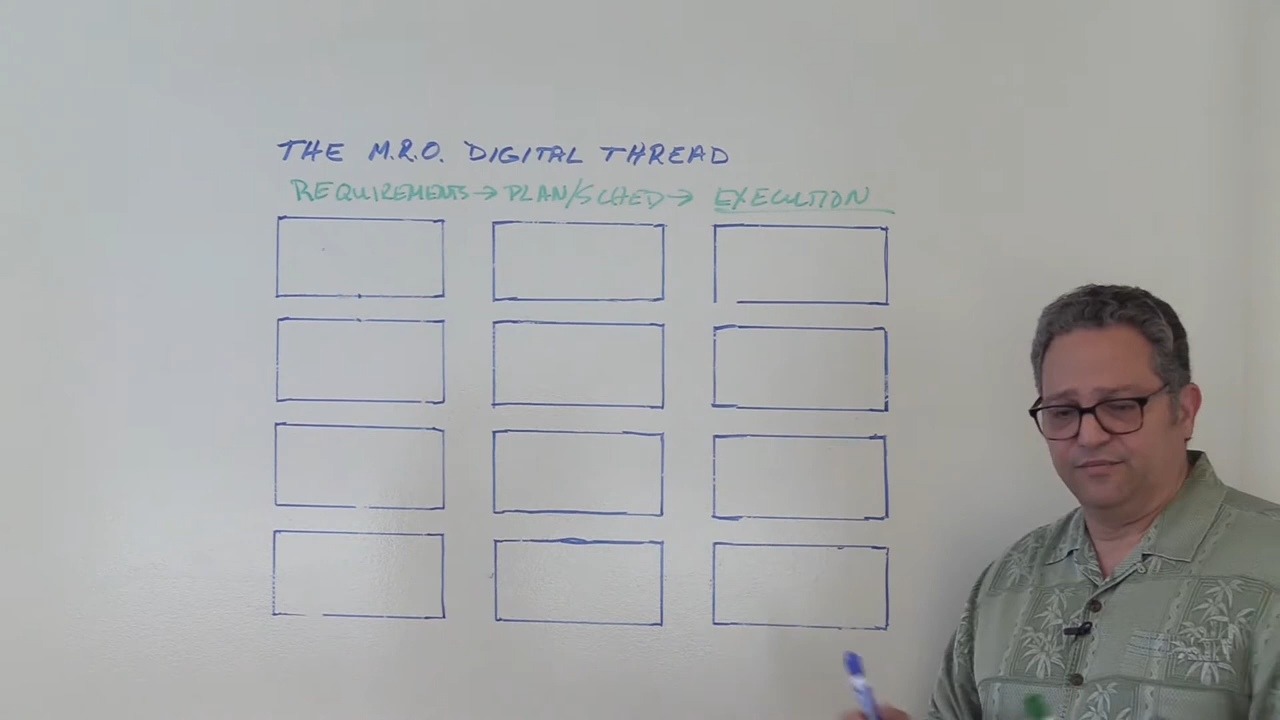 THE M.R.O. DIGITAL THREAD
REQUIREMENTS → PLAN/SCHED → EXECUTION